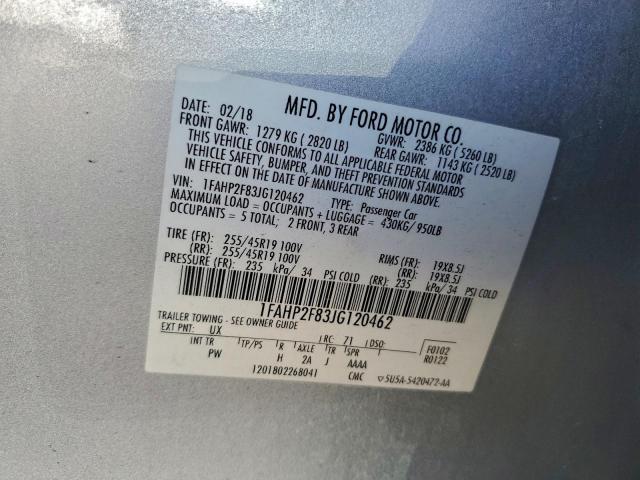 MFD. BY FORD MOTOR CO.
DATE: 02/18 GVWR: 2386 KG ( 5260 LB)
FRONT GAWR: 1279 KG ( 2820 LB) REAR GAWR: 1143 KG ( 2520 LB)
THIS VEHICLE CONFORMS TO ALL APPLICABLE FEDERAL MOTOR
VEHICLE SAFETY, BUMPER, AND THEFT PREVENTION STANDARDS
IN EFFECT ON THE DATE OF MANUFACTURE SHOWN ABOVE.
VIN: 1FAHP2F83JG120462 TYPE: Passenger Car
MAXIMUM LOAD = OCCUPANTS + LUGGAGE = 430KG/ 950LB
OCCUPANTS = 5 TOTAL; 2 FRONT, 3 REAR
TIRE (FR): 255/45R19 100V RIMS (FR): 19X8.5J
(RR): 255/45R19 100V (RR): 19X8.5J
PRESSURE (FR): 235 kPa/ 34 PSI COLD (RR): 235 kPa/ 34 PSI COLD
1FAHP2F83JG120462
TRAILER TOWING - SEE OWNER GUIDE
EXT PNT: UX RC: 71 DSO: F0102
INT TR TP/PS R AXLE TR SPR R0122
PW H 2A J AAAA
1201802268041 CMC ▽5U5A-5420472-AA